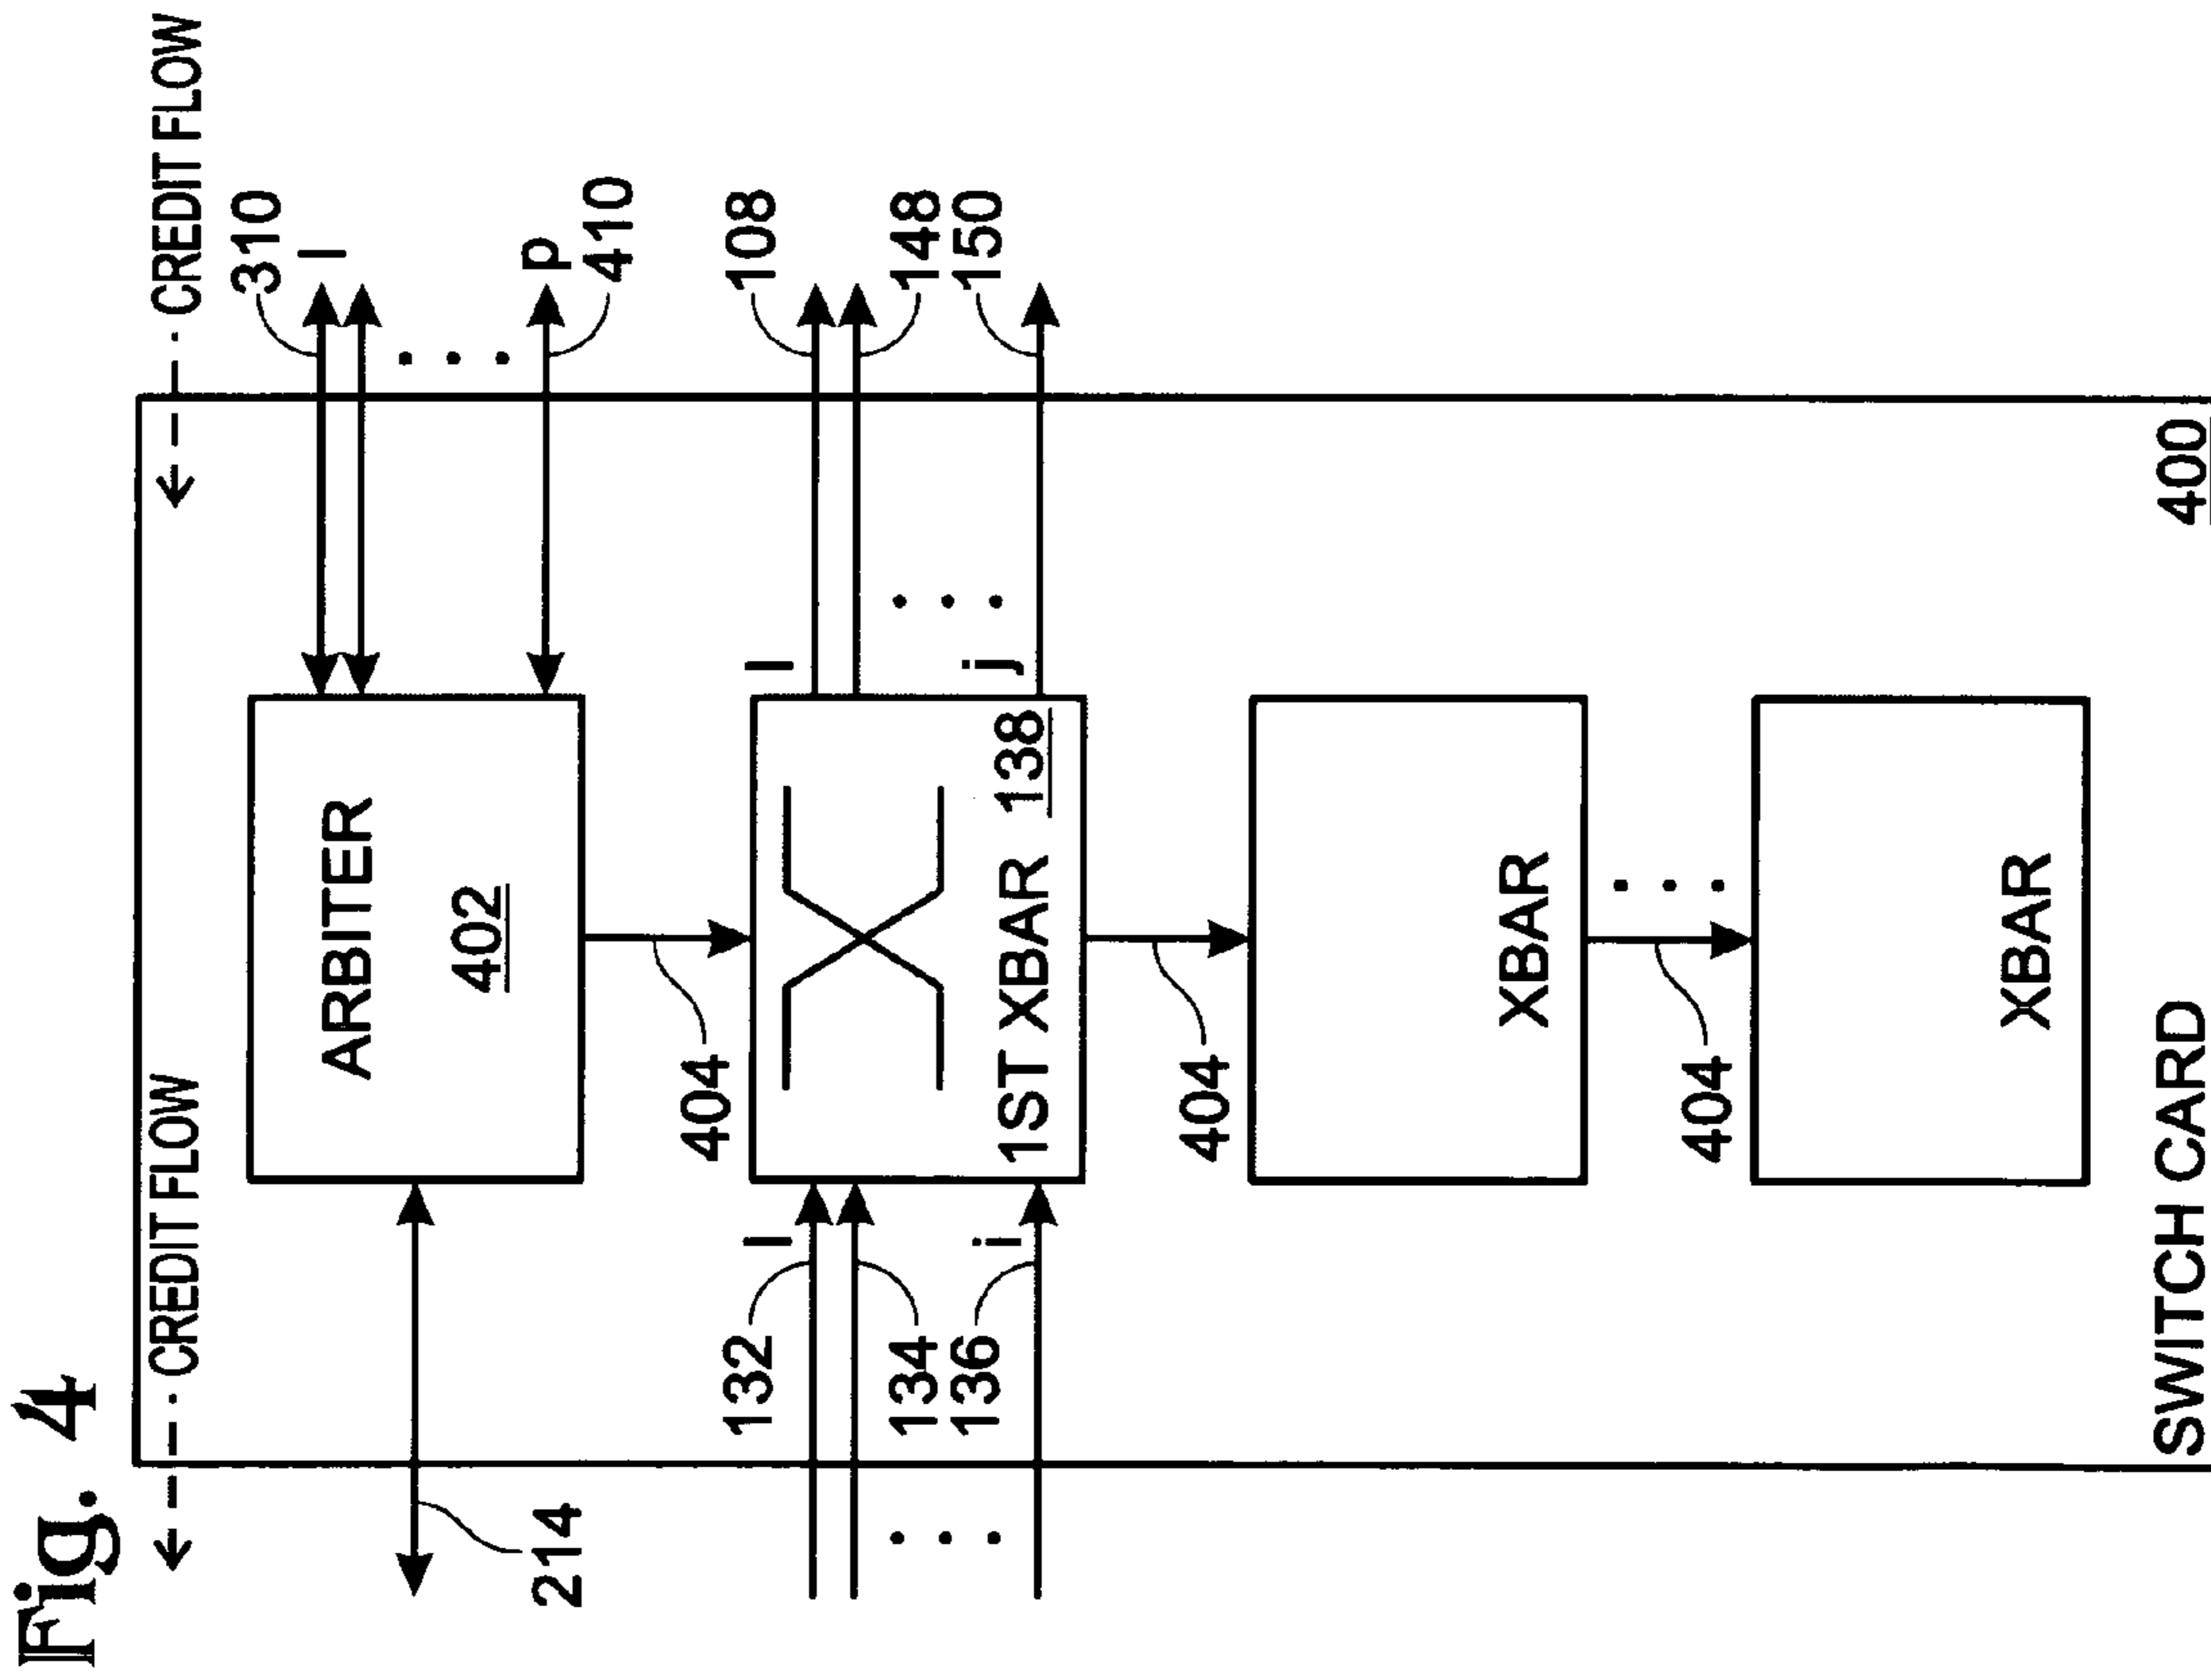 Fig. 4
CREDIT FLOW
CREDIT FLOW
310
l
ARBITER
402
p
410
214
404
132
l
l
108
134
148
136
i
j
150
1ST XBAR 138
404
XBAR
404
XBAR
SWITCH CARD
400